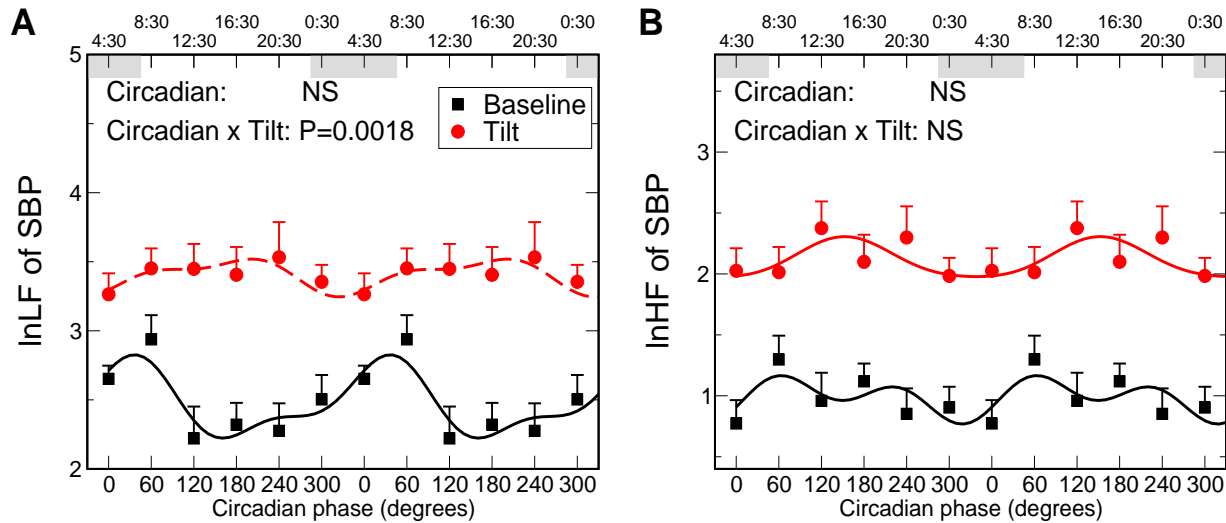 A
8:30 16:30 0:30 8:30 16:30 0:30
4:30 12:30 20:30 4:30 12:30 20:30
5
Circadian: NS
Circadian x Tilt: P=0.0018
Baseline
Tilt
4
3
2
lnLF of SBP
0 60 120 180 240 300 0 60 120 180 240 300
Circadian phase (degrees)
B
8:30 16:30 0:30 8:30 16:30 0:30
4:30 12:30 20:30 4:30 12:30 20:30
Circadian: NS
Circadian x Tilt: NS
3
2
1
lnHF of SBP
0 60 120 180 240 300 0 60 120 180 240 300
Circadian phase (degrees)